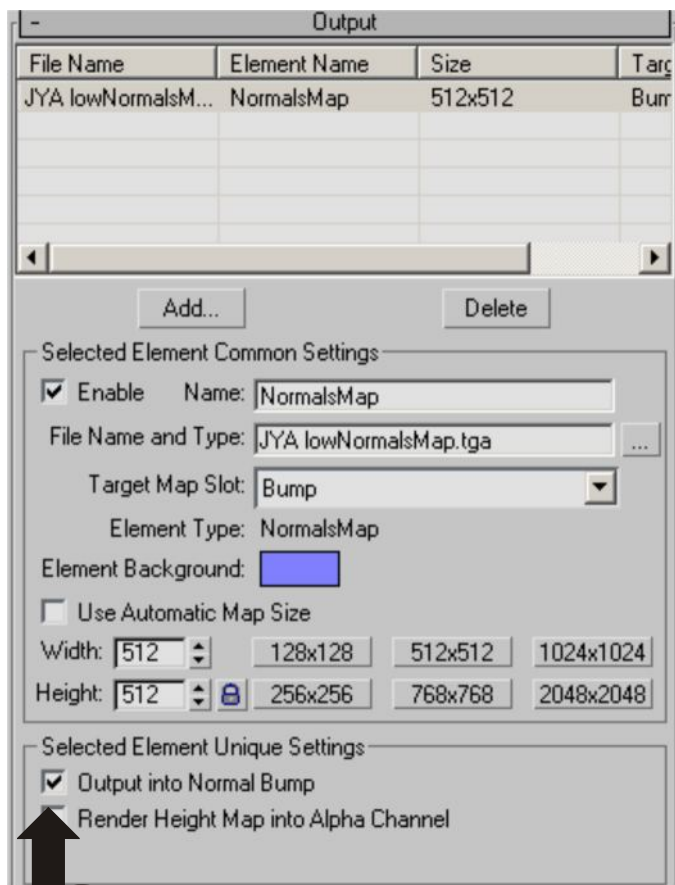 - Output
File Name Element Name Size Targ
JYA lowNormalsM... NormalsMap 512x512 Bum
Add... Delete
Selected Element Common Settings
Enable Name: NormalsMap
File Name and Type: JYA lowNormalsMap.tga ...
Target Map Slot: Bump
Element Type: NormalsMap
Element Background:
Use Automatic Map Size
Width: 512 128x128 512x512 1024x1024
Height: 512 256x256 768x768 2048x2048
Selected Element Unique Settings
Output into Normal Bump
Render Height Map into Alpha Channel